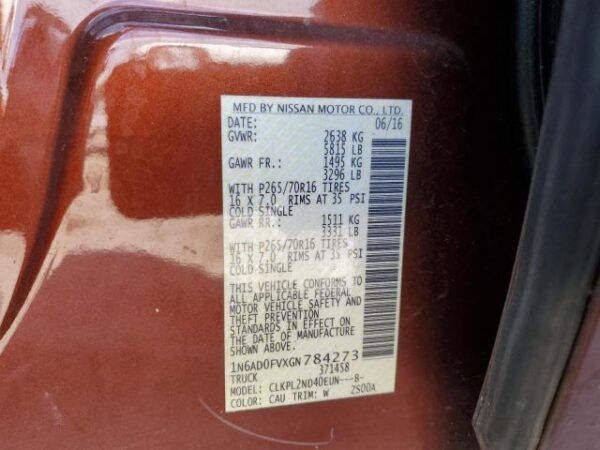 MFD BY NISSAN MOTOR CO., LTD.
DATE: 06/16
GVWR: 2638 KG
5815 LB
GAWR FR.: 1495 KG
3296 LB
WITH P265/70R16 TIRES
16 X 7.0 RIMS AT 35 PSI
COLD SINGLE
GAWR RR.: 1511 KG
3331 LB
WITH P265/70R16 TIRES
16 X 7.0 RIMS AT 35 PSI
COLD SINGLE
THIS VEHICLE CONFORMS TO
ALL APPLICABLE FEDERAL
MOTOR VEHICLE SAFETY AND
THEFT PREVENTION
STANDARDS IN EFFECT ON
THE DATE OF MANUFACTURE
SHOWN ABOVE.
1N6AD0FVXGN784273
TRUCK 371458
MODEL: CLKPL2ND40EUN---8-
COLOR: CAU TRIM: W ZS00A